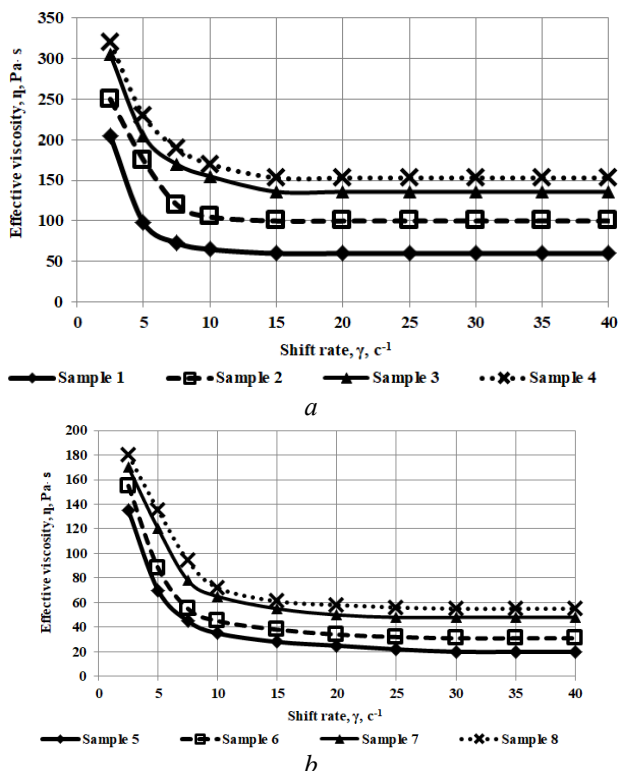 Effective viscosity, η, Pa· s
350
300
250
200
150
100
50
0
0 5 10 15 20 25 30 35 40
Shift rate, γ, c⁻¹
Sample 1 Sample 2 Sample 3 Sample 4
a
Effective viscosity, η, Pa· s
200
180
160
140
120
100
80
60
40
20
0
0 5 10 15 20 25 30 35 40
Shift rate, γ, c⁻¹
Sample 5 Sample 6 Sample 7 Sample 8
b